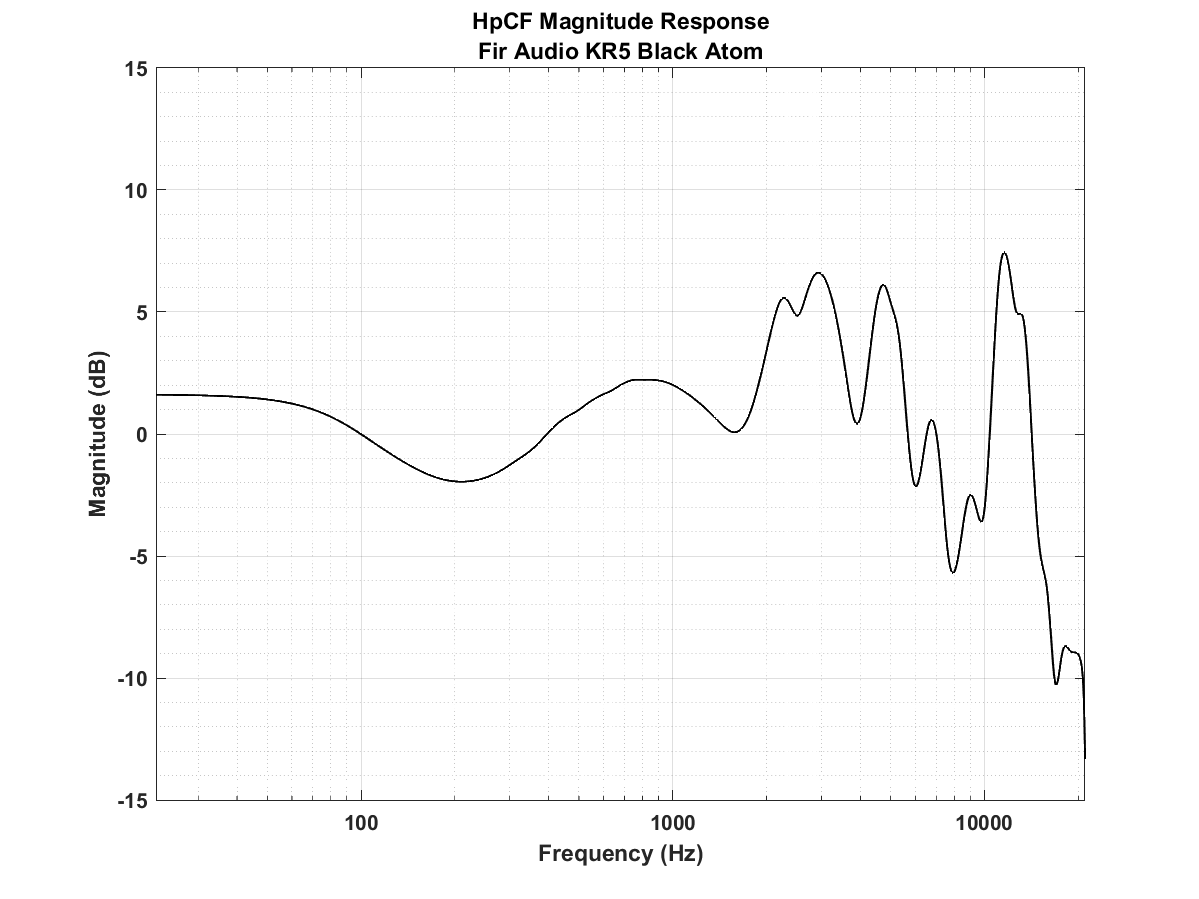 HpCF Magnitude Response
Fir Audio KR5 Black Atom
15
10
5
0
-5
-10
-15
Magnitude (dB)
100
1000
10000
Frequency (Hz)